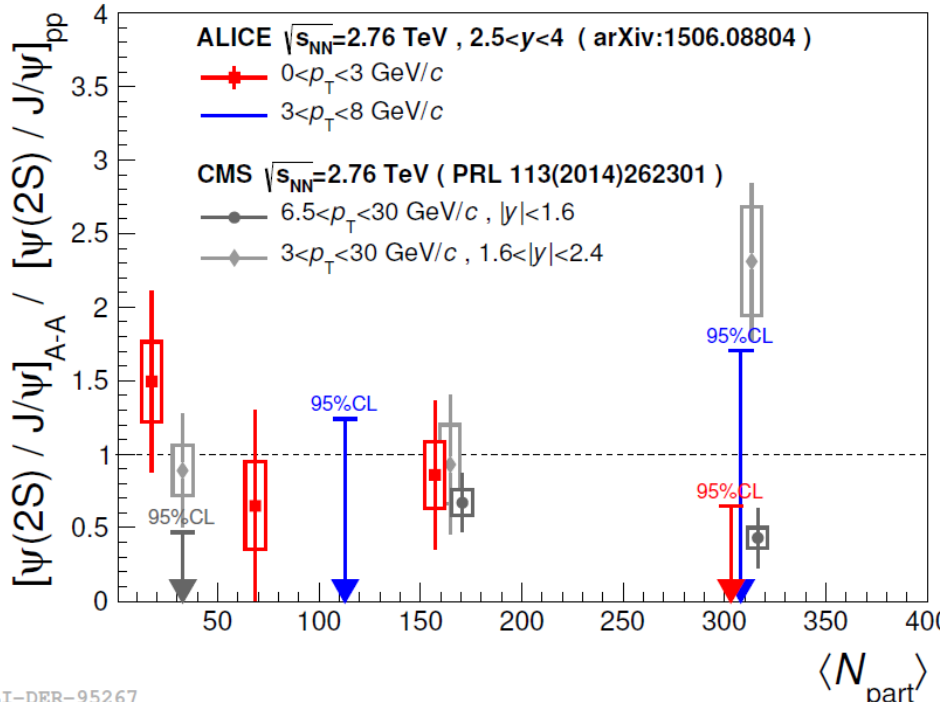 [ψ(2S) / J/ψ]A-A / [ψ(2S) / J/ψ]pp
4
3.5
3
2.5
2
1.5
1
0.5
0
ALICE √sNN=2.76 TeV , 2.5<y<4 ( arXiv:1506.08804 )
0<pT<3 GeV/c
3<pT<8 GeV/c
CMS √sNN=2.76 TeV ( PRL 113(2014)262301 )
6.5<pT<30 GeV/c , |y|<1.6
3<pT<30 GeV/c , 1.6<|y|<2.4
95%CL
95%CL
95%CL
95%CL
50 100 150 200 250 300 350 400
⟨Npart⟩
LI-DER-95267